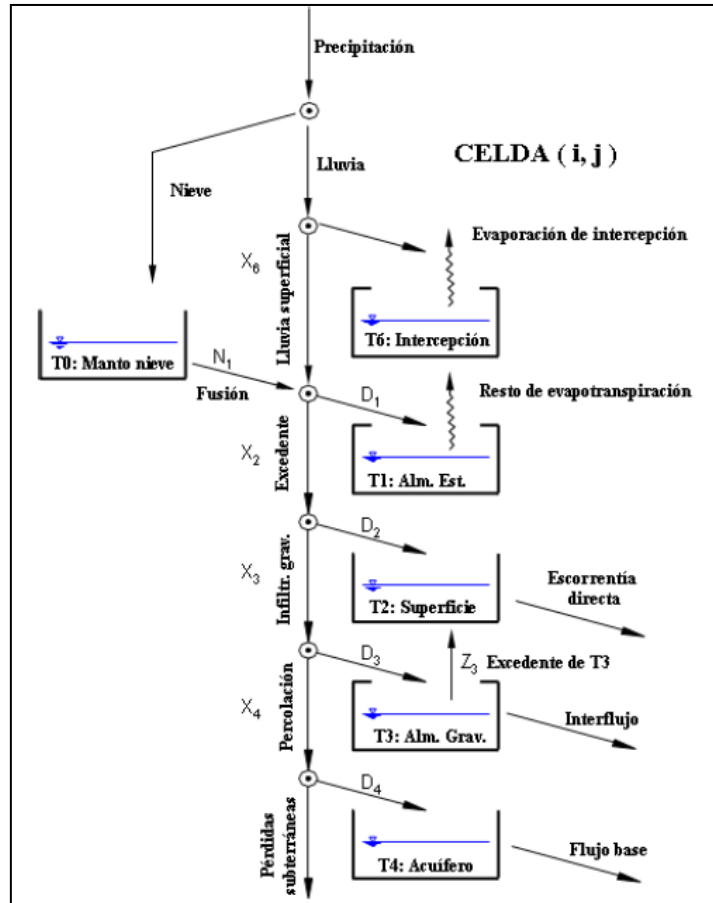 Precipitación
CELDA ( i, j )
Lluvia
Nieve
Evaporación de intercepción
X6
Lluvia superficial
T6: Intercepción
T0: Manto nieve
N1
Fusión
D1
Resto de evapotranspiración
X2
Excedente
T1: Alm. Est.
D2
X3
Infiltr. grav.
T2: Superficie
Escorrentía
directa
D3
Z3
Excedente de T3
X4
Percolación
T3: Alm. Grav.
Interflujo
D4
Pérdidas
subterráneas
T4: Acuífero
Flujo base